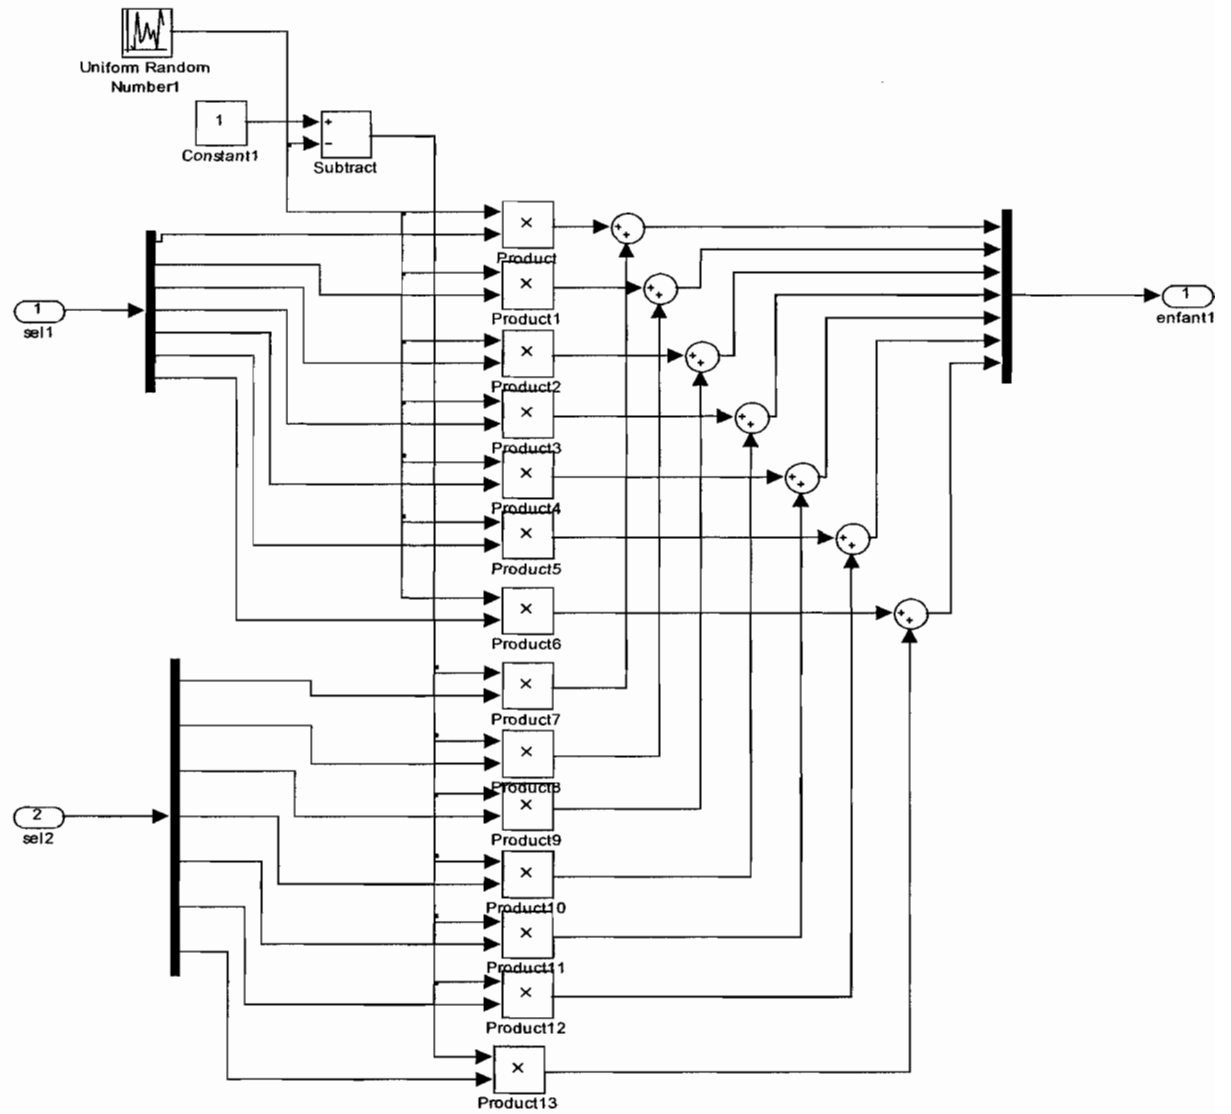 Uniform Random
Number1
1
Constant1
+
−
Subtract
×
Product
+
+
×
Product1
+
+
1
sel1
1
enfant1
×
Product2
+
+
×
Product3
+
+
×
Product4
+
+
×
Product5
+
+
×
Product6
+
+
×
Product7
×
Product8
2
sel2
×
Product9
×
Product10
×
Product11
×
Product12
×
Product13